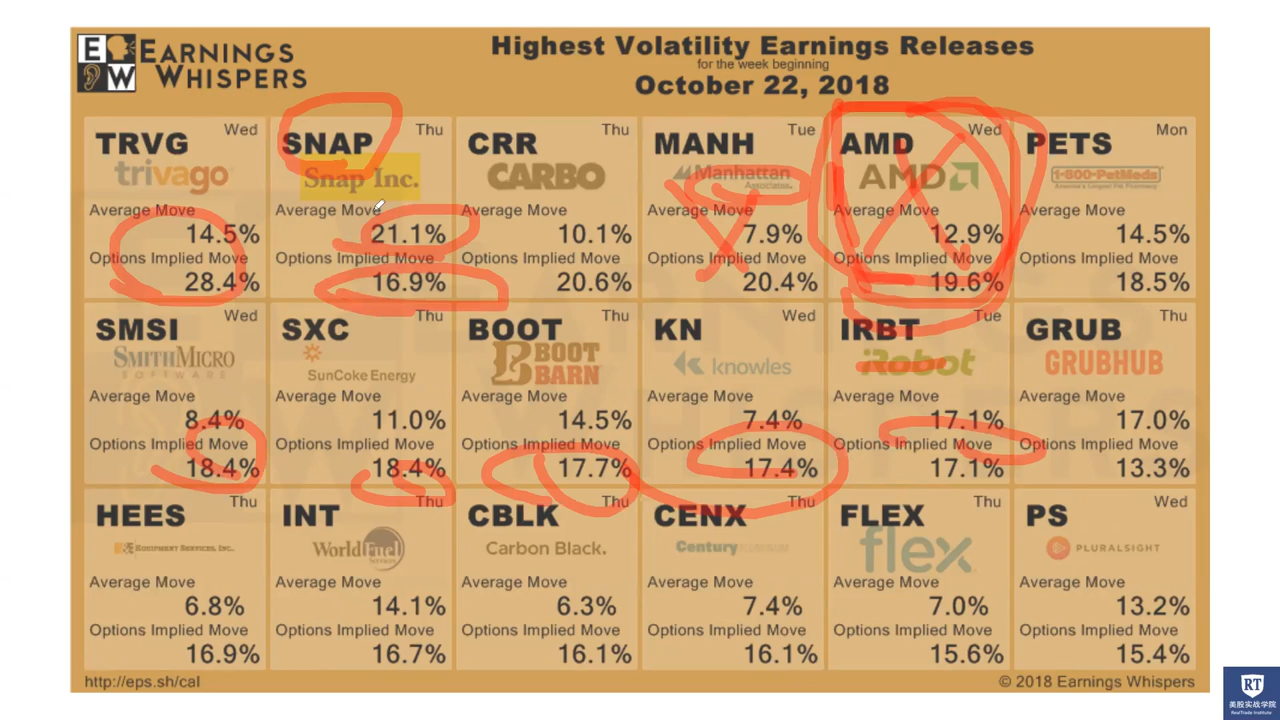 E
W
EARNINGS
WHISPERS
Highest Volatility Earnings Releases
for the week beginning
October 22, 2018
Wed
TRVG
trivago
Average Move
14.5%
Options Implied Move
28.4%
Thu
SNAP
Snap Inc.
Average Move
21.1%
Options Implied Move
16.9%
Thu
CRR
CARBO
Average Move
10.1%
Options Implied Move
20.6%
Tue
MANH
Manhattan
Associates
Average Move
7.9%
Options Implied Move
20.4%
Wed
AMD
AMD
Average Move
12.9%
Options Implied Move
19.6%
Mon
PETS
1-800-PetMeds
America's Largest Pet Pharmacy
Average Move
14.5%
Options Implied Move
18.5%
Wed
SMSI
SMITHMICRO
SOFTWARE
Average Move
8.4%
Options Implied Move
18.4%
Thu
SXC
SunCoke Energy
Average Move
11.0%
Options Implied Move
18.4%
Thu
BOOT
BOOT
BARN
Average Move
14.5%
Options Implied Move
17.7%
Wed
KN
knowles
Average Move
7.4%
Options Implied Move
17.4%
Tue
IRBT
iRobot
Average Move
17.1%
Options Implied Move
17.1%
Thu
GRUB
GRUBHUB
Average Move
17.0%
Options Implied Move
13.3%
Thu
HEES
EQUIPMENT SERVICES, INC.
Average Move
6.8%
Options Implied Move
16.9%
Thu
INT
World Fuel
Services
Average Move
14.1%
Options Implied Move
16.7%
Thu
CBLK
Carbon Black.
Average Move
6.3%
Options Implied Move
16.1%
Thu
CENX
Century
Average Move
7.4%
Options Implied Move
16.1%
Thu
FLEX
flex
Average Move
7.0%
Options Implied Move
15.6%
Wed
PS
PLURALSIGHT
Average Move
13.2%
Options Implied Move
15.4%
http://eps.sh/cal
© 2018 Earnings Whispers
RT
美股实战学院
RealTrade Institute